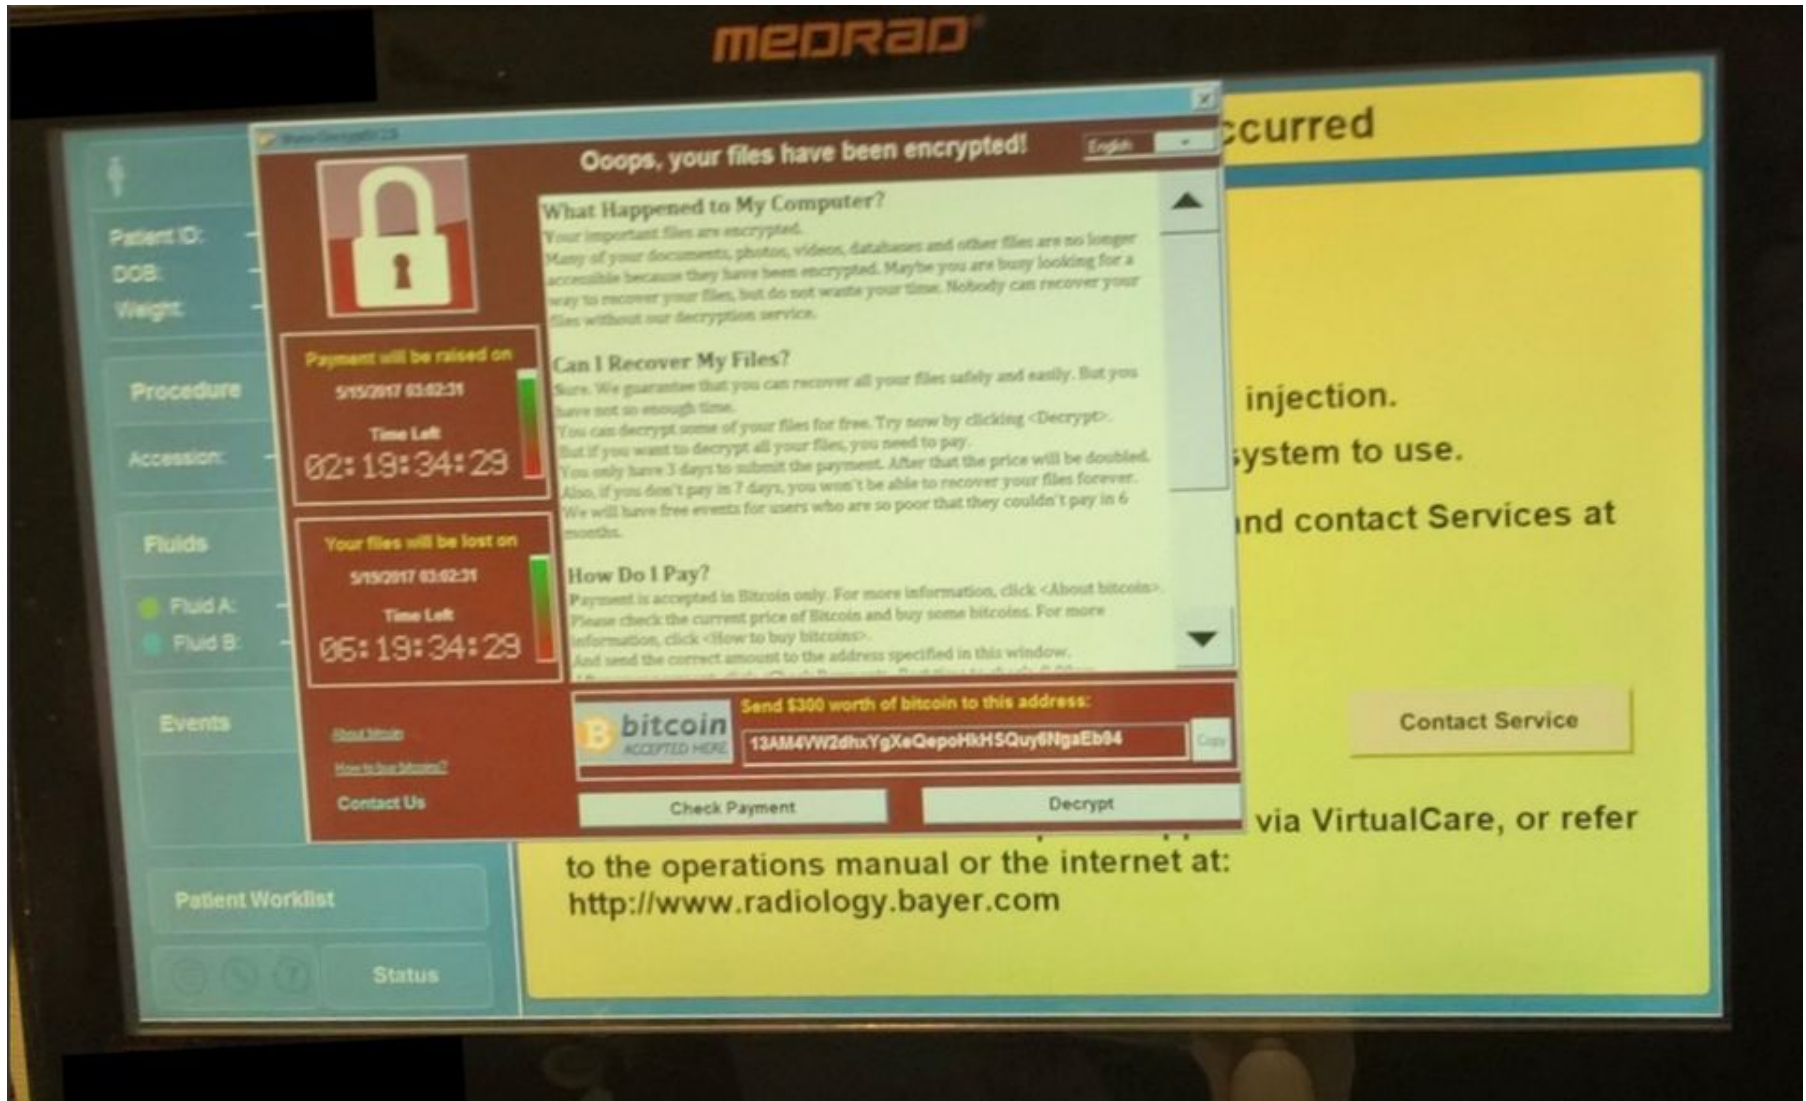 MEDRAD
ccurred
Ooops, your files have been encrypted!
English
Patient ID:
DOB:
Weight:
Procedure
Accession:
Fluids
Fluid A:
Fluid B:
Events
Patient Worklist
Status
Payment will be raised on
5/15/2017 03:02:31
Time Left
02:19:34:29
Your files will be lost on
5/19/2017 03:02:31
Time Left
06:19:34:29
About bitcoin
How to buy bitcoins?
Contact Us
What Happened to My Computer?
Your important files are encrypted.
Many of your documents, photos, videos, databases and other files are no longer
accessible because they have been encrypted. Maybe you are busy looking for a
way to recover your files, but do not waste your time. Nobody can recover your
files without our decryption service.
Can I Recover My Files?
Sure. We guarantee that you can recover all your files safely and easily. But you
have not so enough time.
You can decrypt some of your files for free. Try now by clicking <Decrypt>.
But if you want to decrypt all your files, you need to pay.
You only have 3 days to submit the payment. After that the price will be doubled.
Also, if you don't pay in 7 days, you won't be able to recover your files forever.
We will have free events for users who are so poor that they couldn't pay in 6
months.
How Do I Pay?
Payment is accepted in Bitcoin only. For more information, click <About bitcoin>.
Please check the current price of Bitcoin and buy some bitcoins. For more
information, click <How to buy bitcoins>.
And send the correct amount to the address specified in this window.
bitcoin
ACCEPTED HERE
Send $300 worth of bitcoin to this address:
13AM4VW2dhxYgXeQepoHkHSQuy6NgaEb94
Copy
Check Payment
Decrypt
injection.
system to use.
and contact Services at
Contact Service
via VirtualCare, or refer
to the operations manual or the internet at:
http://www.radiology.bayer.com